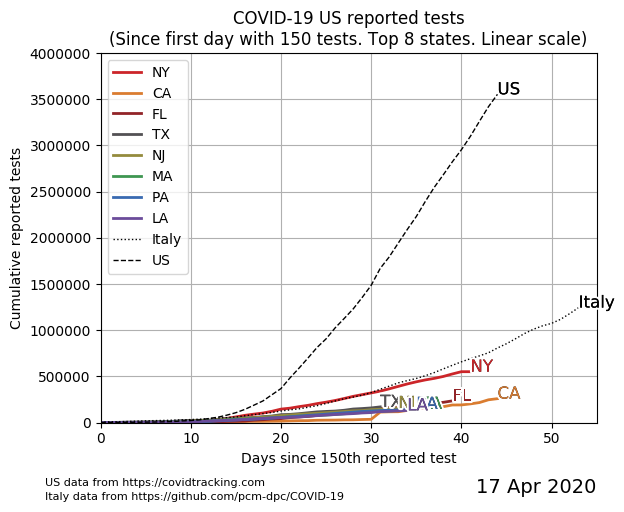 COVID-19 US reported tests
(Since first day with 150 tests. Top 8 states. Linear scale)
Cumulative reported tests
4000000
3500000
3000000
2500000
2000000
1500000
1000000
500000
0
NY
CA
FL
TX
NJ
MA
PA
LA
Italy
US
US
Italy
NY
CA
FL
TX
LA
0 10 20 30 40 50
Days since 150th reported test
US data from https://covidtracking.com
Italy data from https://github.com/pcm-dpc/COVID-19
17 Apr 2020